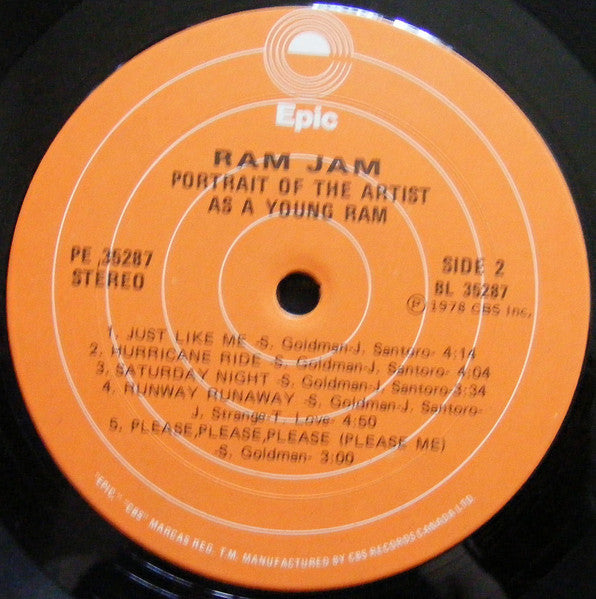 Epic
RAM JAM
PORTRAIT OF THE ARTIST
AS A YOUNG RAM
PE 35287
STEREO
SIDE 2
BL 35287
Ⓟ 1978 CBS Inc.
1. JUST LIKE ME -S. Goldman-J. Santoro- 4:14
2. HURRICANE RIDE -S. Goldman-J. Santoro- 4:04
3. SATURDAY NIGHT -S. Goldman-J. Santoro- 3:34
4. RUNWAY RUNAWAY -S. Goldman-J. Santoro-
J. Strange-T. Love- 4:50
5. PLEASE,PLEASE,PLEASE (PLEASE ME)
-S. Goldman- 3:00
"EPIC," "CBS" MARCAS REG. T.M. MANUFACTURED BY CBS RECORDS CANADA LTD.